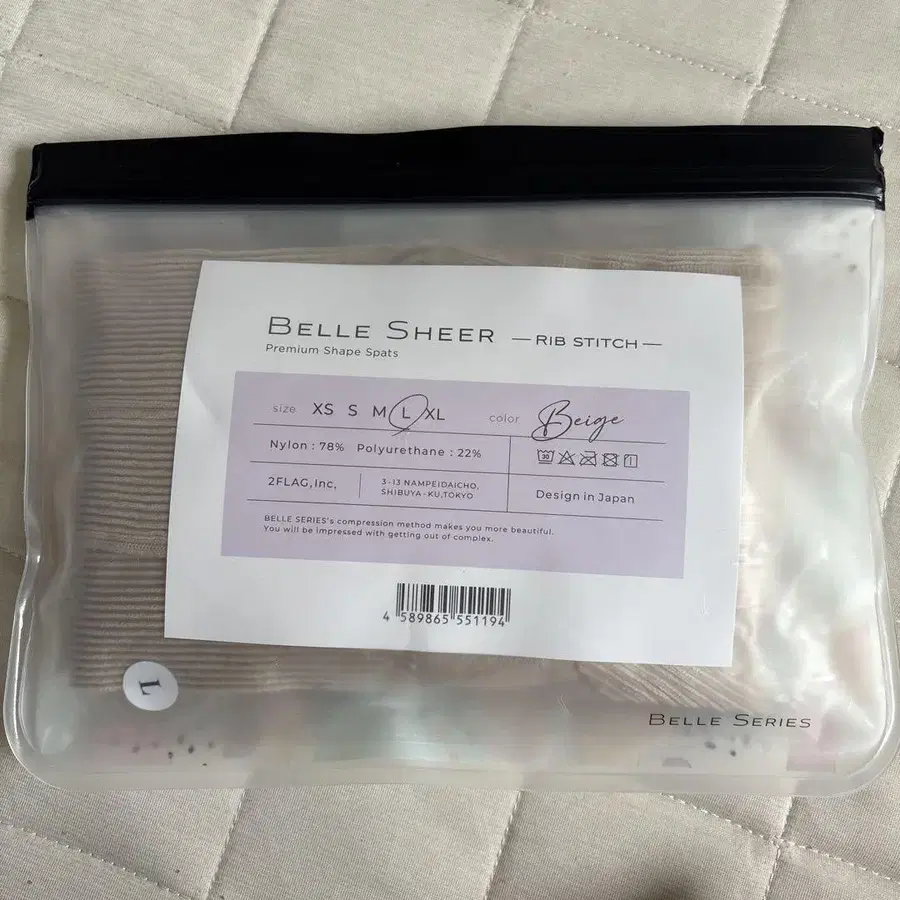 BELLE SHEER —RIB STITCH—
Premium Shape Spats
size XS S M L XL color Beige
Nylon : 78% Polyurethane : 22%
30
2FLAG,Inc,
3-13 NAMPEIDAICHO,
SHIBUYA-KU,TOKYO
Design in Japan
BELLE SERIES's compression method makes you more beautiful.
You will be impressed with getting out of complex.
4 589865 551194
L
BELLE SERIES